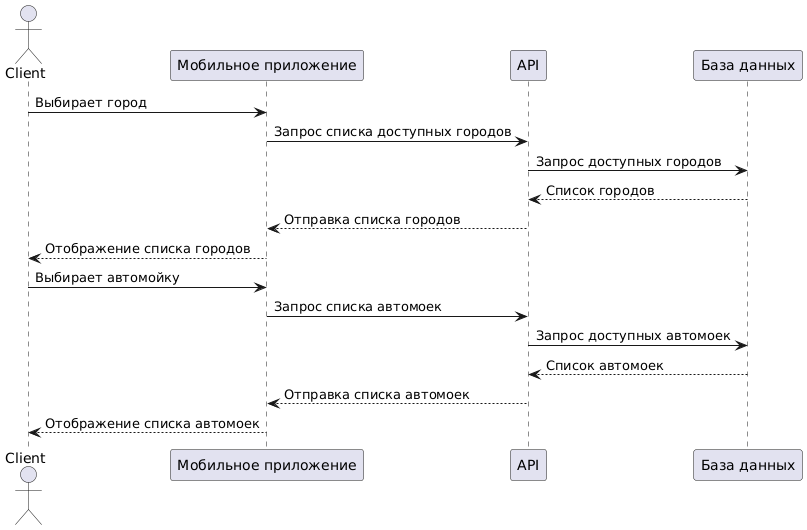 Client
Мобильное приложение
API
База данных
Выбирает город
Запрос списка доступных городов
Запрос доступных городов
Список городов
Отправка списка городов
Отображение списка городов
Выбирает автомойку
Запрос списка автомоек
Запрос доступных автомоек
Список автомоек
Отправка списка автомоек
Отображение списка автомоек
Client
Мобильное приложение
API
База данных